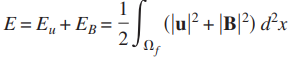 E = E_u + E_B = \frac{1}{2} \int_{\Omega_f} (|\mathbf{u}|^2 + |\mathbf{B}|^2) d^2x